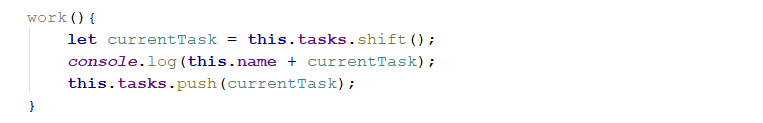 work(){
    let currentTask = this.tasks.shift();
    console.log(this.name + currentTask);
    this.tasks.push(currentTask);
}